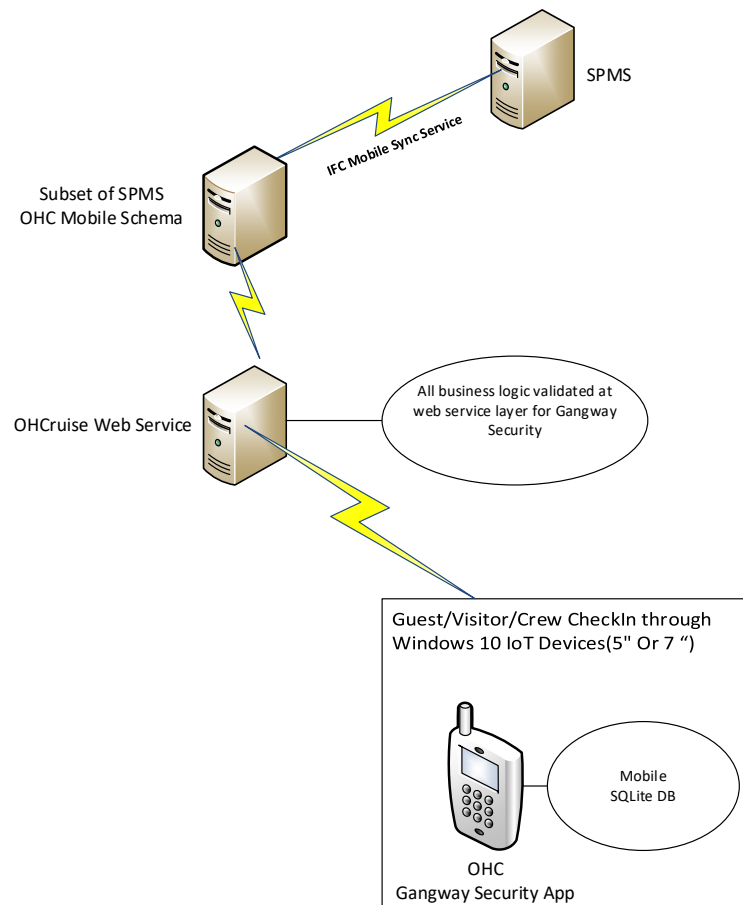 SPMS
IFC Mobile Sync Service
Subset of SPMS
OHC Mobile Schema
OHCruise Web Service
All business logic validated at
web service layer for Gangway
Security
Guest/Visitor/Crew CheckIn through
Windows 10 IoT Devices(5" Or 7 “)
Mobile
SQLite DB
OHC
Gangway Security App